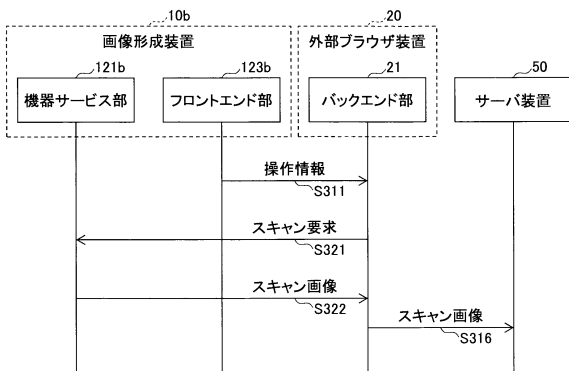 10b
20
画像形成装置
外部ブラウザ装置
121b
123b
21
50
機器サービス部
フロントエンド部
バックエンド部
サーバ装置
操作情報
S311
スキャン要求
S321
スキャン画像
S322
スキャン画像
S316